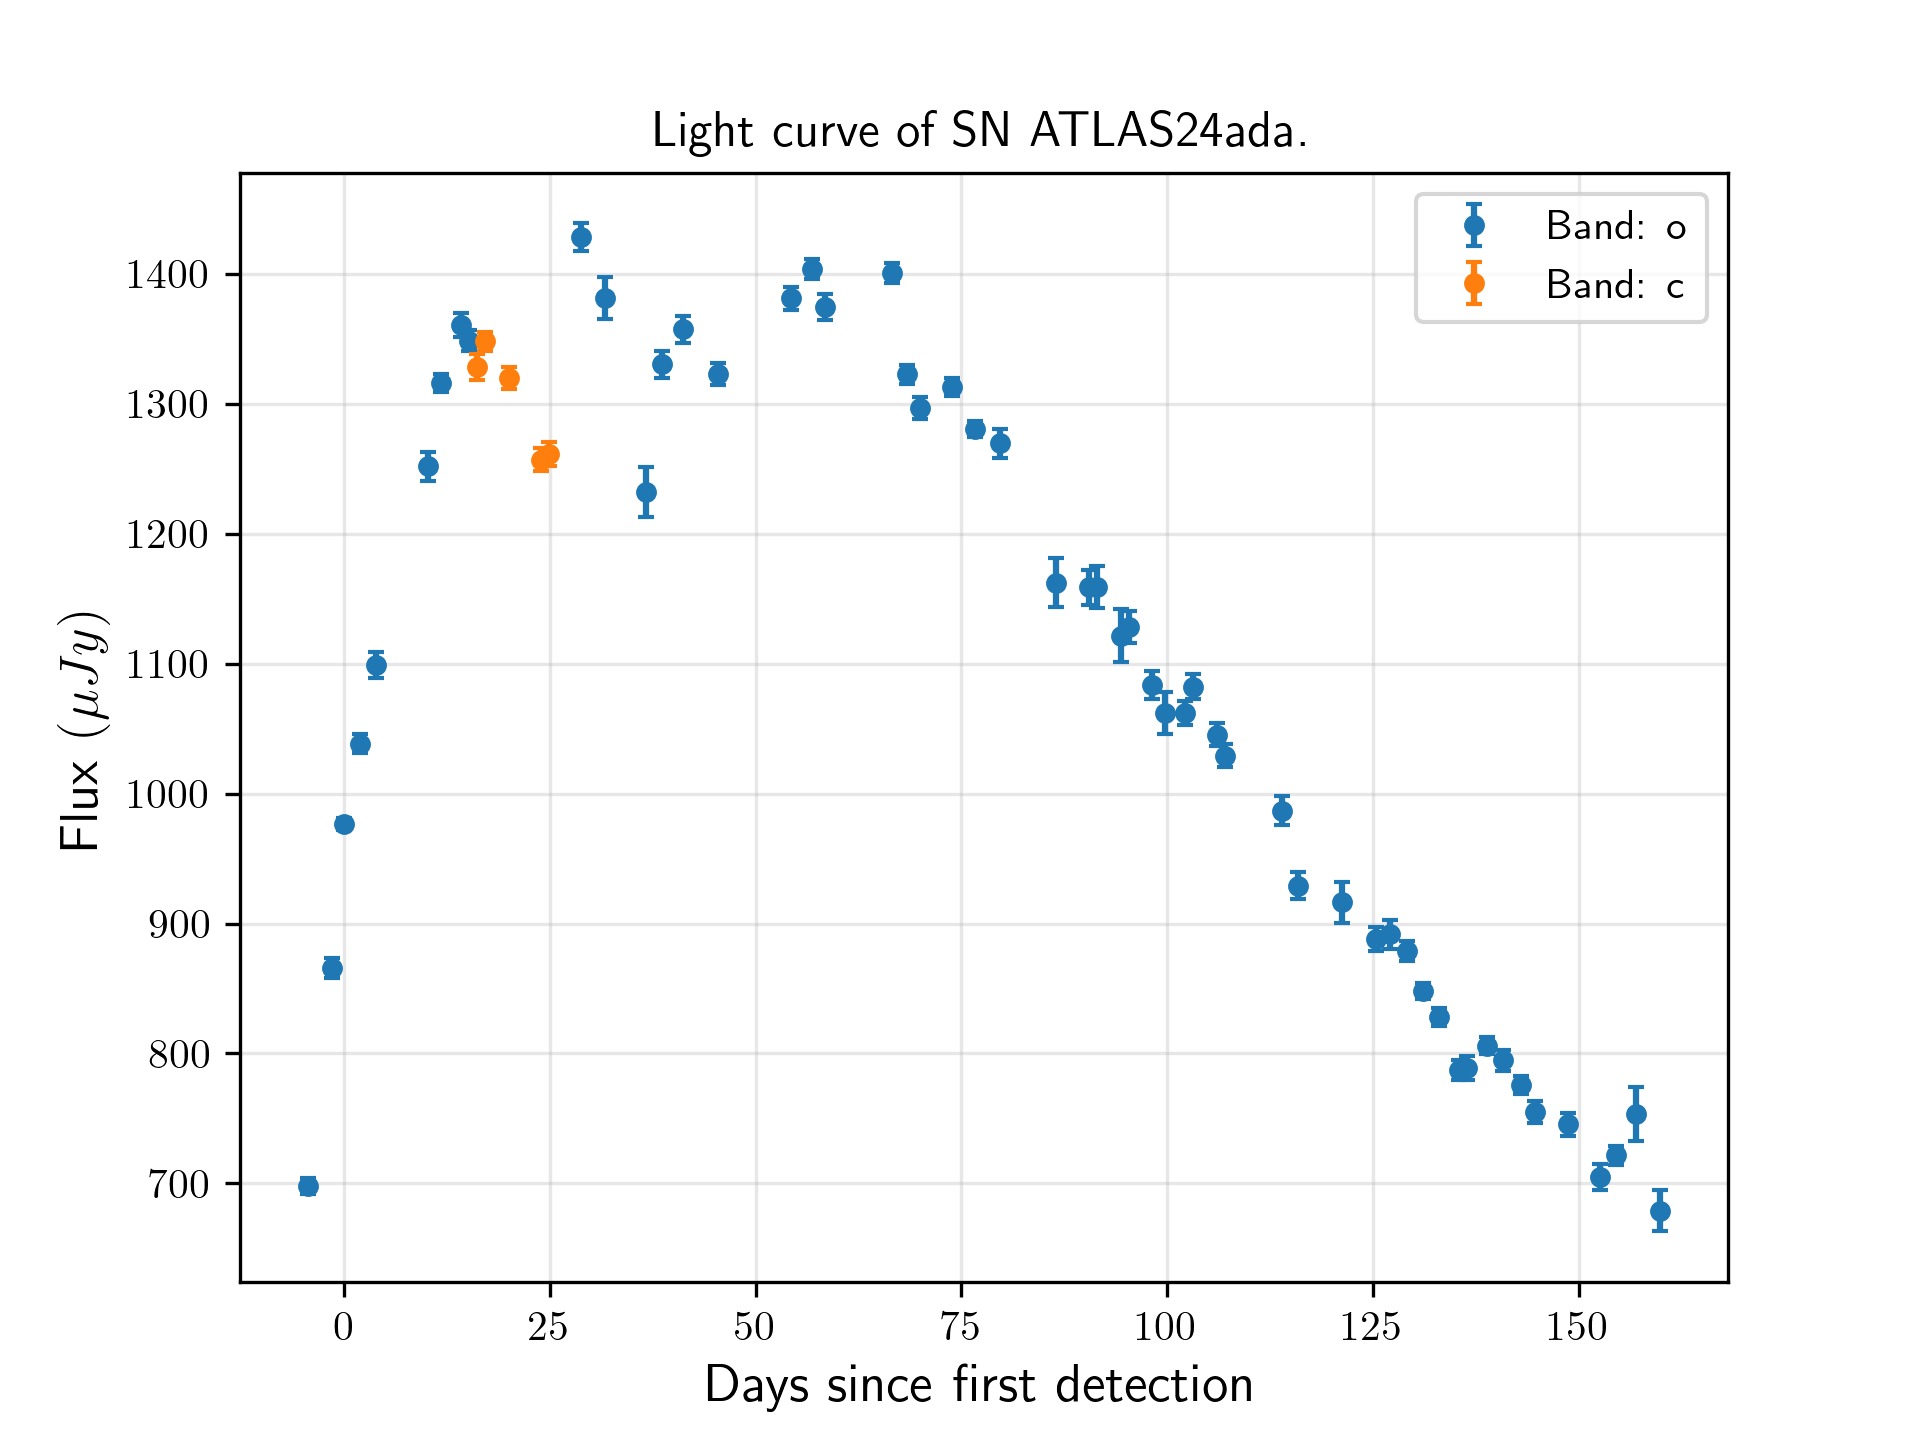 Light curve of SN ATLAS24ada.
Band: o
Band: c
1400
1300
1200
1100
1000
900
800
700
Flux (μJy)
0 25 50 75 100 125 150
Days since first detection